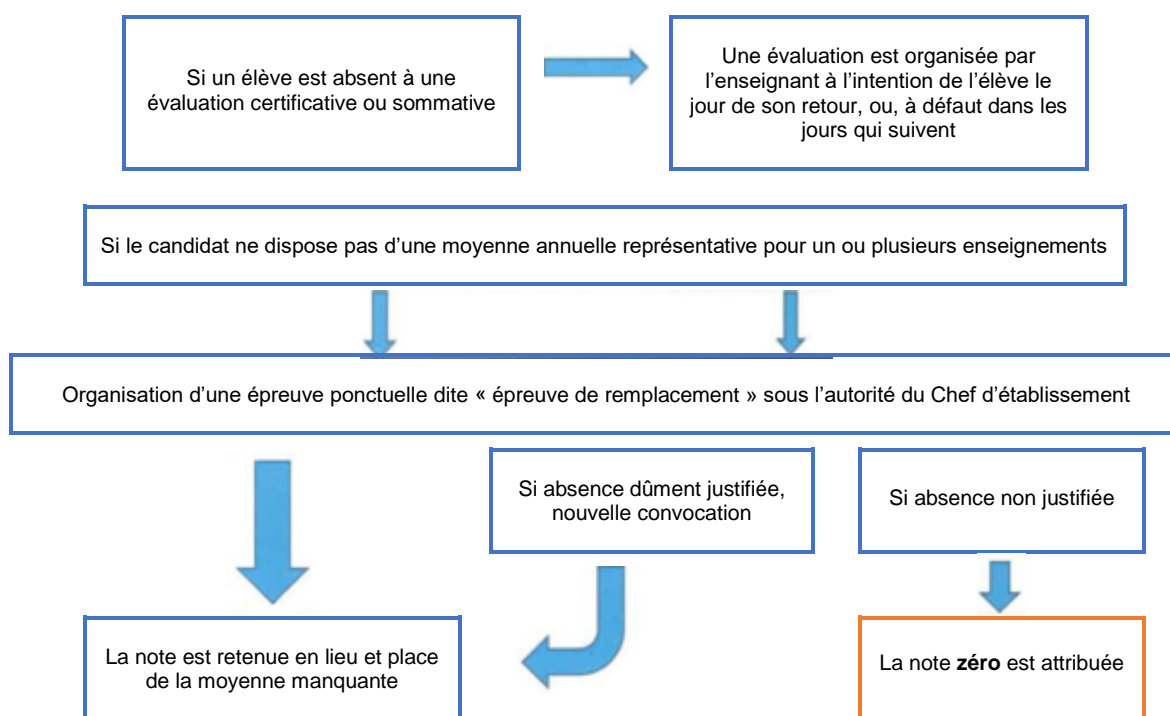 Si un élève est absent à une
évaluation certificative ou sommative
Une évaluation est organisée par
l’enseignant à l’intention de l’élève le
jour de son retour, ou, à défaut dans les
jours qui suivent
Si le candidat ne dispose pas d’une moyenne annuelle représentative pour un ou plusieurs enseignements
Organisation d’une épreuve ponctuelle dite « épreuve de remplacement » sous l’autorité du Chef d’établissement
Si absence dûment justifiée,
nouvelle convocation
Si absence non justifiée
La note est retenue en lieu et place
de la moyenne manquante
La note zéro est attribuée